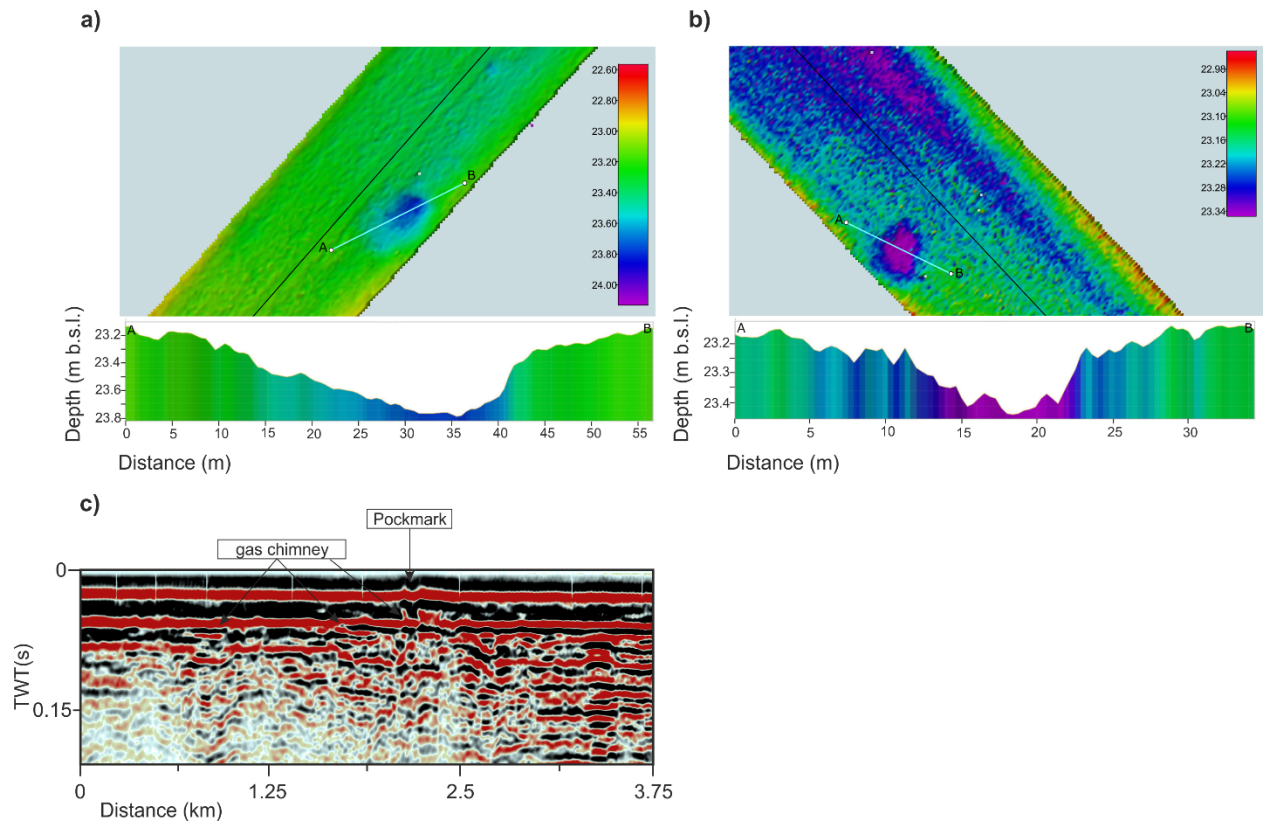 a)
22.60
22.80
23.00
23.20
23.40
23.60
23.80
24.00
A
B
A
B
23.2
23.4
23.6
23.8
Depth (m b.s.l.)
0 5 10 15 20 25 30 35 40 45 50 55
Distance (m)
b)
22.98
23.04
23.10
23.16
23.22
23.28
23.34
A
B
A
B
23.2
23.3
23.4
Depth (m b.s.l.)
0 5 10 15 20 25 30
Distance (m)
c)
Pockmark
gas chimney
0
0.15
TWT(s)
0 1.25 2.5 3.75
Distance (km)